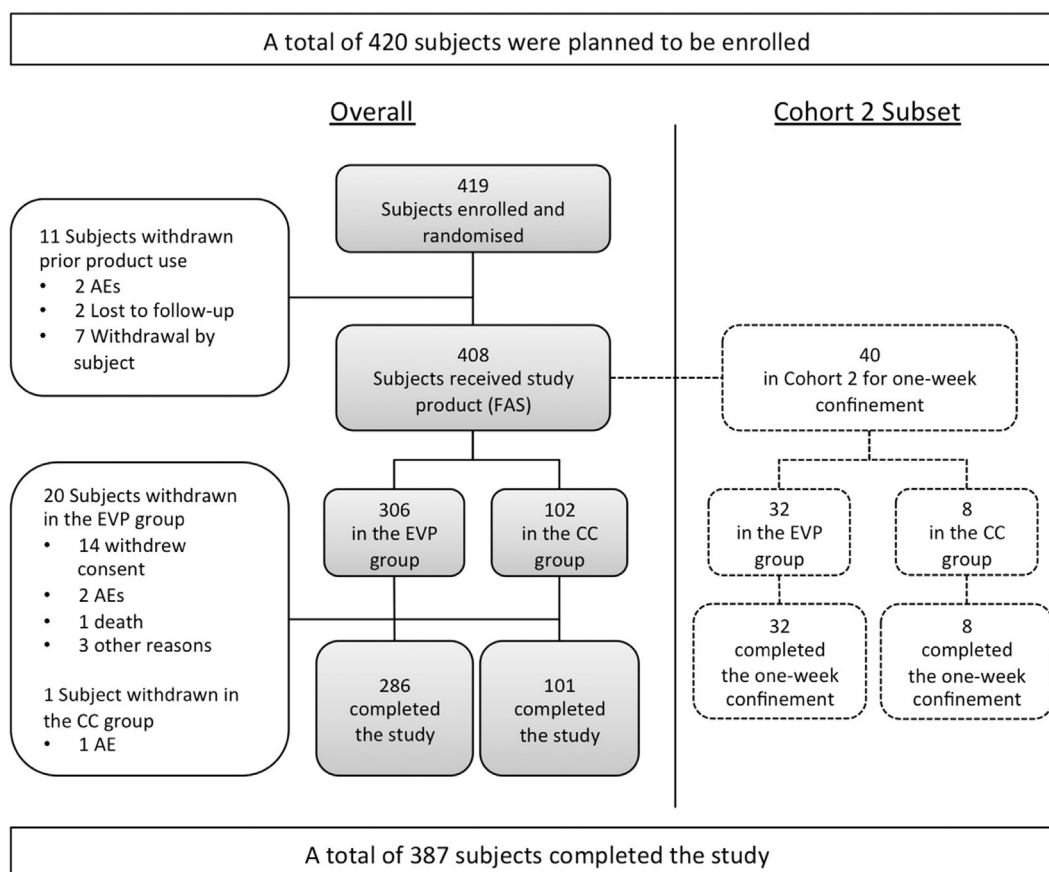 A total of 420 subjects were planned to be enrolled
Overall
Cohort 2 Subset
419
Subjects enrolled and
randomised
11 Subjects withdrawn
prior product use
• 2 AEs
• 2 Lost to follow-up
• 7 Withdrawal by
subject
408
Subjects received study
product (FAS)
40
in Cohort 2 for one-week
confinement
20 Subjects withdrawn
in the EVP group
• 14 withdrew
consent
• 2 AEs
• 1 death
• 3 other reasons
1 Subject withdrawn in
the CC group
• 1 AE
306
in the EVP
group
102
in the CC
group
32
in the EVP
group
8
in the CC
group
286
completed
the study
101
completed
the study
32
completed
the one-week
confinement
8
completed
the one-week
confinement
A total of 387 subjects completed the study